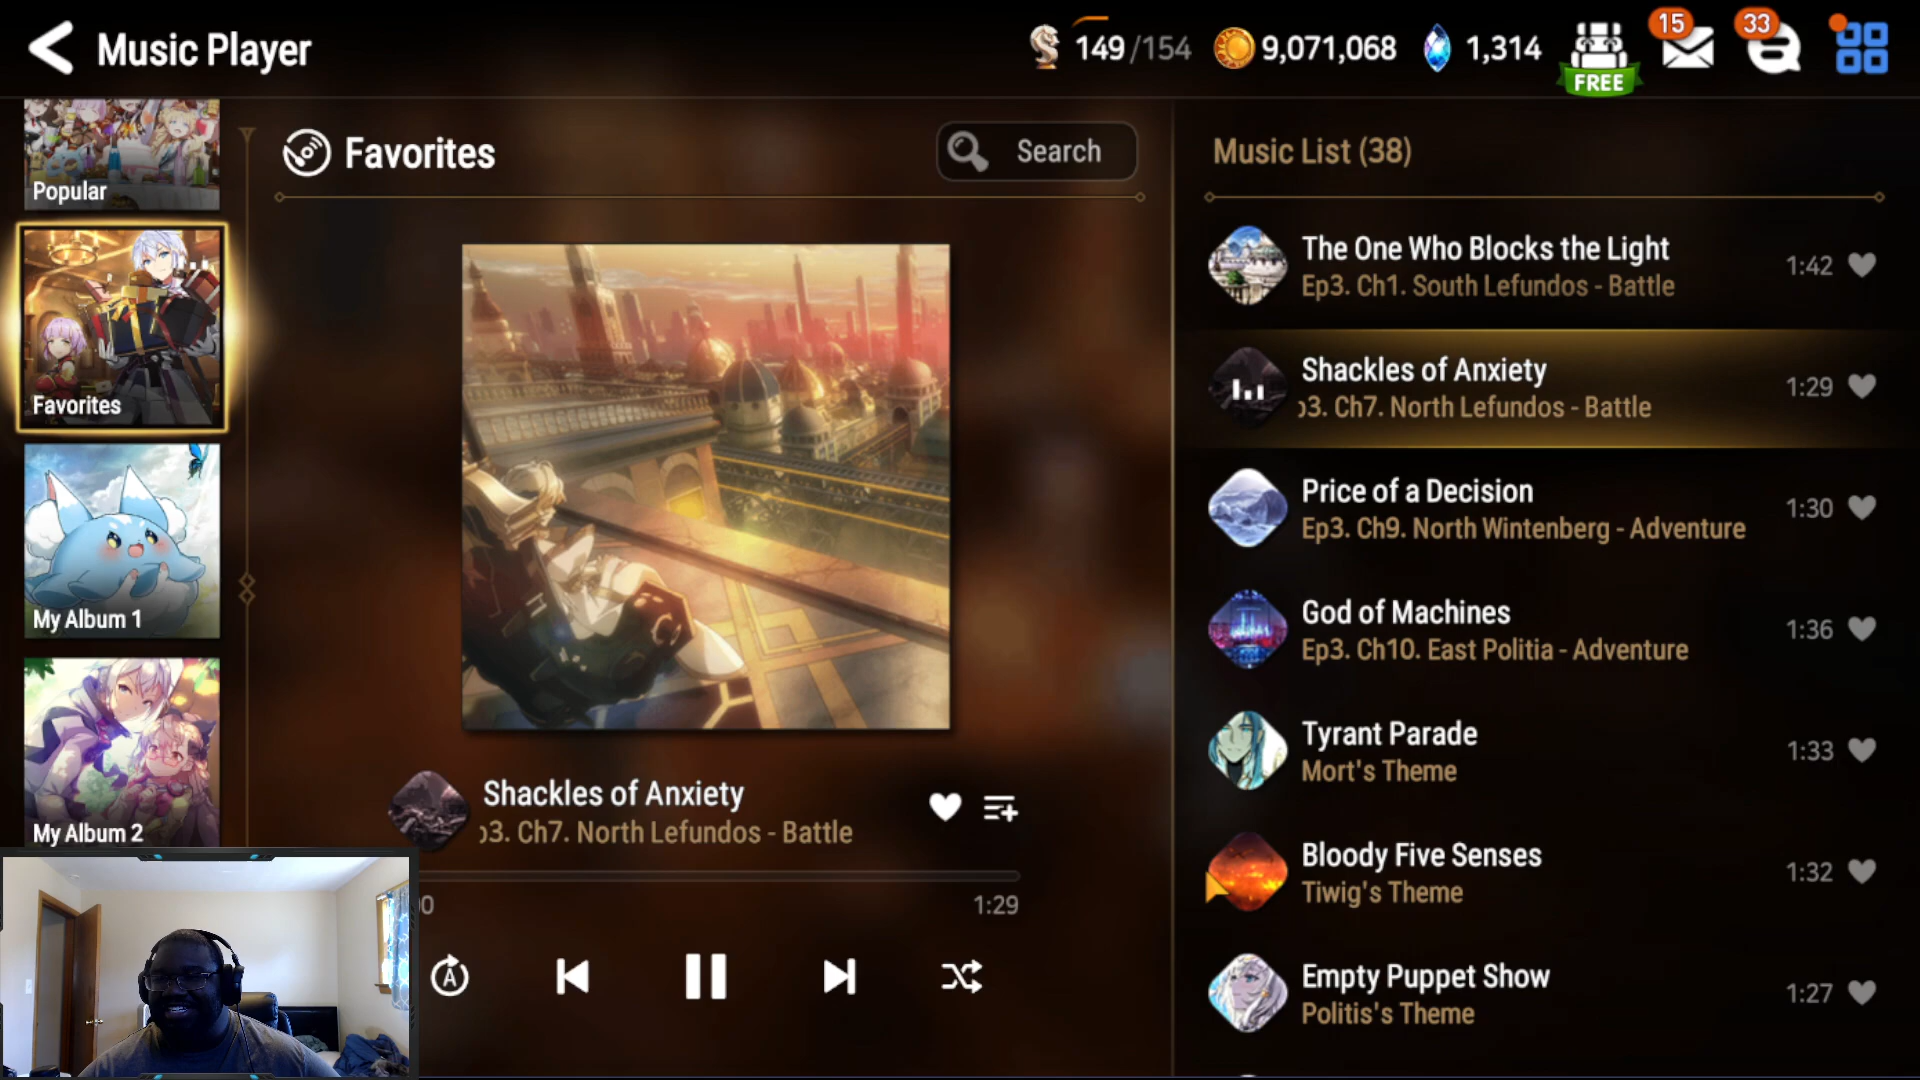 Music Player
149/154
9,071,068
1,314
FREE
15
33
Popular
Favorites
My Album 1
My Album 2
Favorites
Search
Shackles of Anxiety
3. Ch7. North Lefundos - Battle
0
1:29
A
Music List (38)
The One Who Blocks the Light
Ep3. Ch1. South Lefundos - Battle
1:42
Shackles of Anxiety
3. Ch7. North Lefundos - Battle
1:29
Price of a Decision
Ep3. Ch9. North Wintenberg - Adventure
1:30
God of Machines
Ep3. Ch10. East Politia - Adventure
1:36
Tyrant Parade
Mort's Theme
1:33
Bloody Five Senses
Tiwig's Theme
1:32
Empty Puppet Show
Politis's Theme
1:27